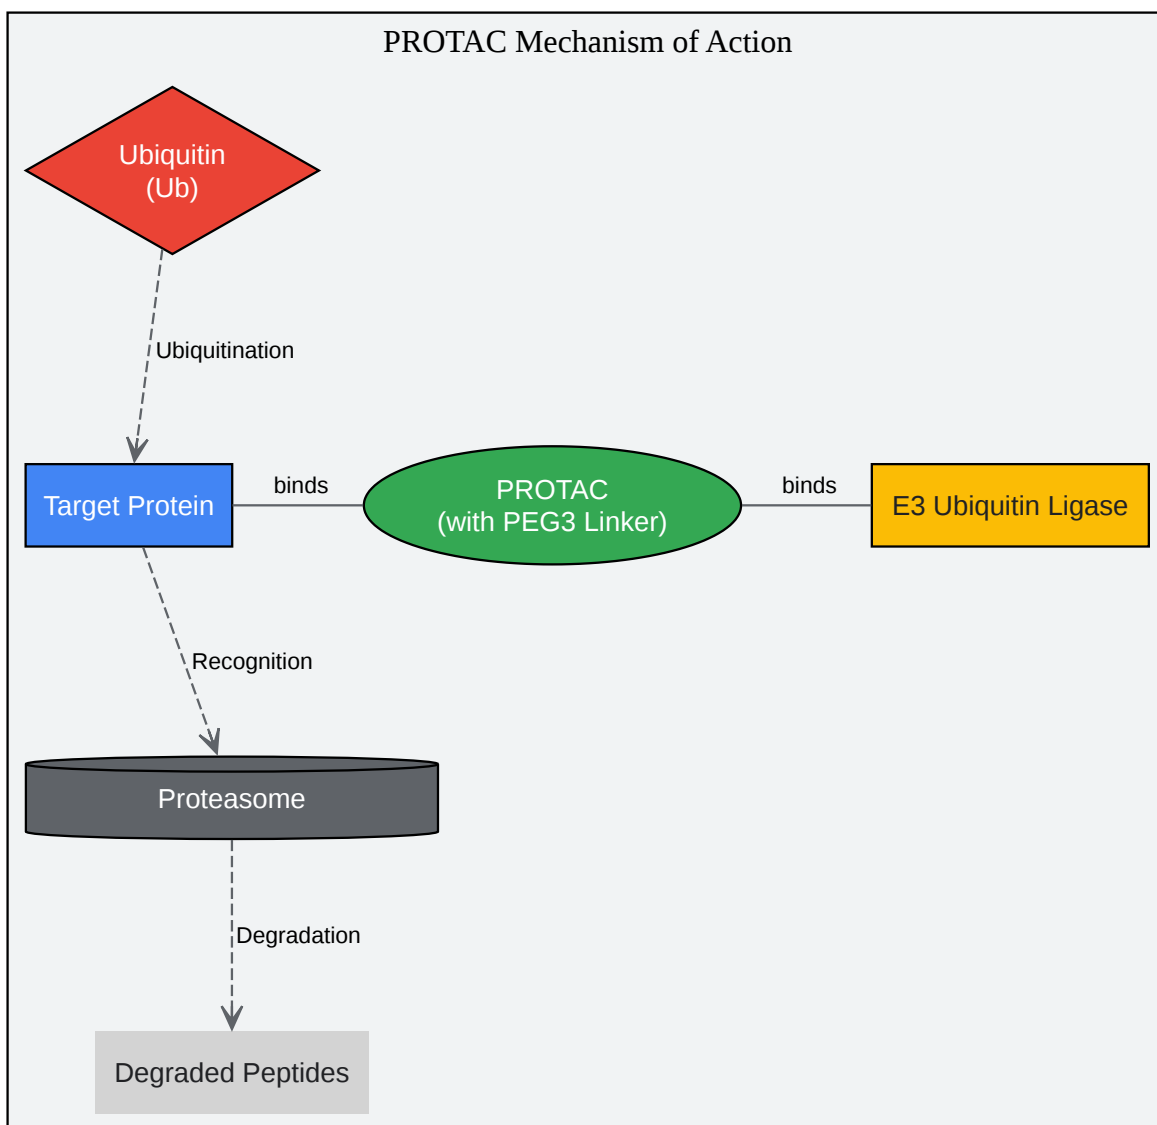 PROTAC Mechanism of Action
Ubiquitin
(Ub)
Ubiquitination
Target Protein
binds
PROTAC
(with PEG3 Linker)
binds
E3 Ubiquitin Ligase
Recognition
Proteasome
Degradation
Degraded Peptides